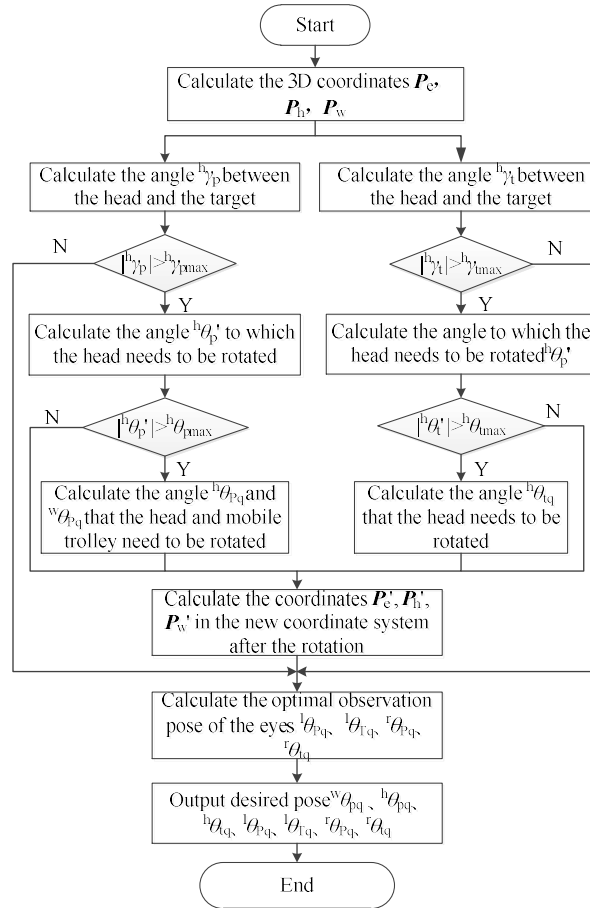 Start
Calculate the 3D coordinates Pe,
Ph, Pw
Calculate the angle ʰγp between
the head and the target
Calculate the angle ʰγt between
the head and the target
N
|ʰγp|>ʰγpmax
Y
|ʰγt|>ʰγtmax
N
Y
Calculate the angle ʰθp' to which
the head needs to be rotated
Calculate the angle to which the
head needs to be rotated ʰθp'
N
|ʰθp'|>ʰθpmax
Y
|ʰθt'|>ʰθtmax
N
Y
Calculate the angle ʰθPq and
ʷθPq that the head and mobile
trolley need to be rotated
Calculate the angle ʰθtq
that the head needs to be
rotated
Calculate the coordinates Pe', Ph',
Pw' in the new coordinate system
after the rotation
Calculate the optimal observation
pose of the eyes ˡθPq、 ˡθTq、 ʳθPq、
ʳθtq
Output desired pose ʷθpq 、 ʰθpq、
ʰθtq、 ˡθPq、 ˡθTq、 ʳθPq、 ʳθtq
End